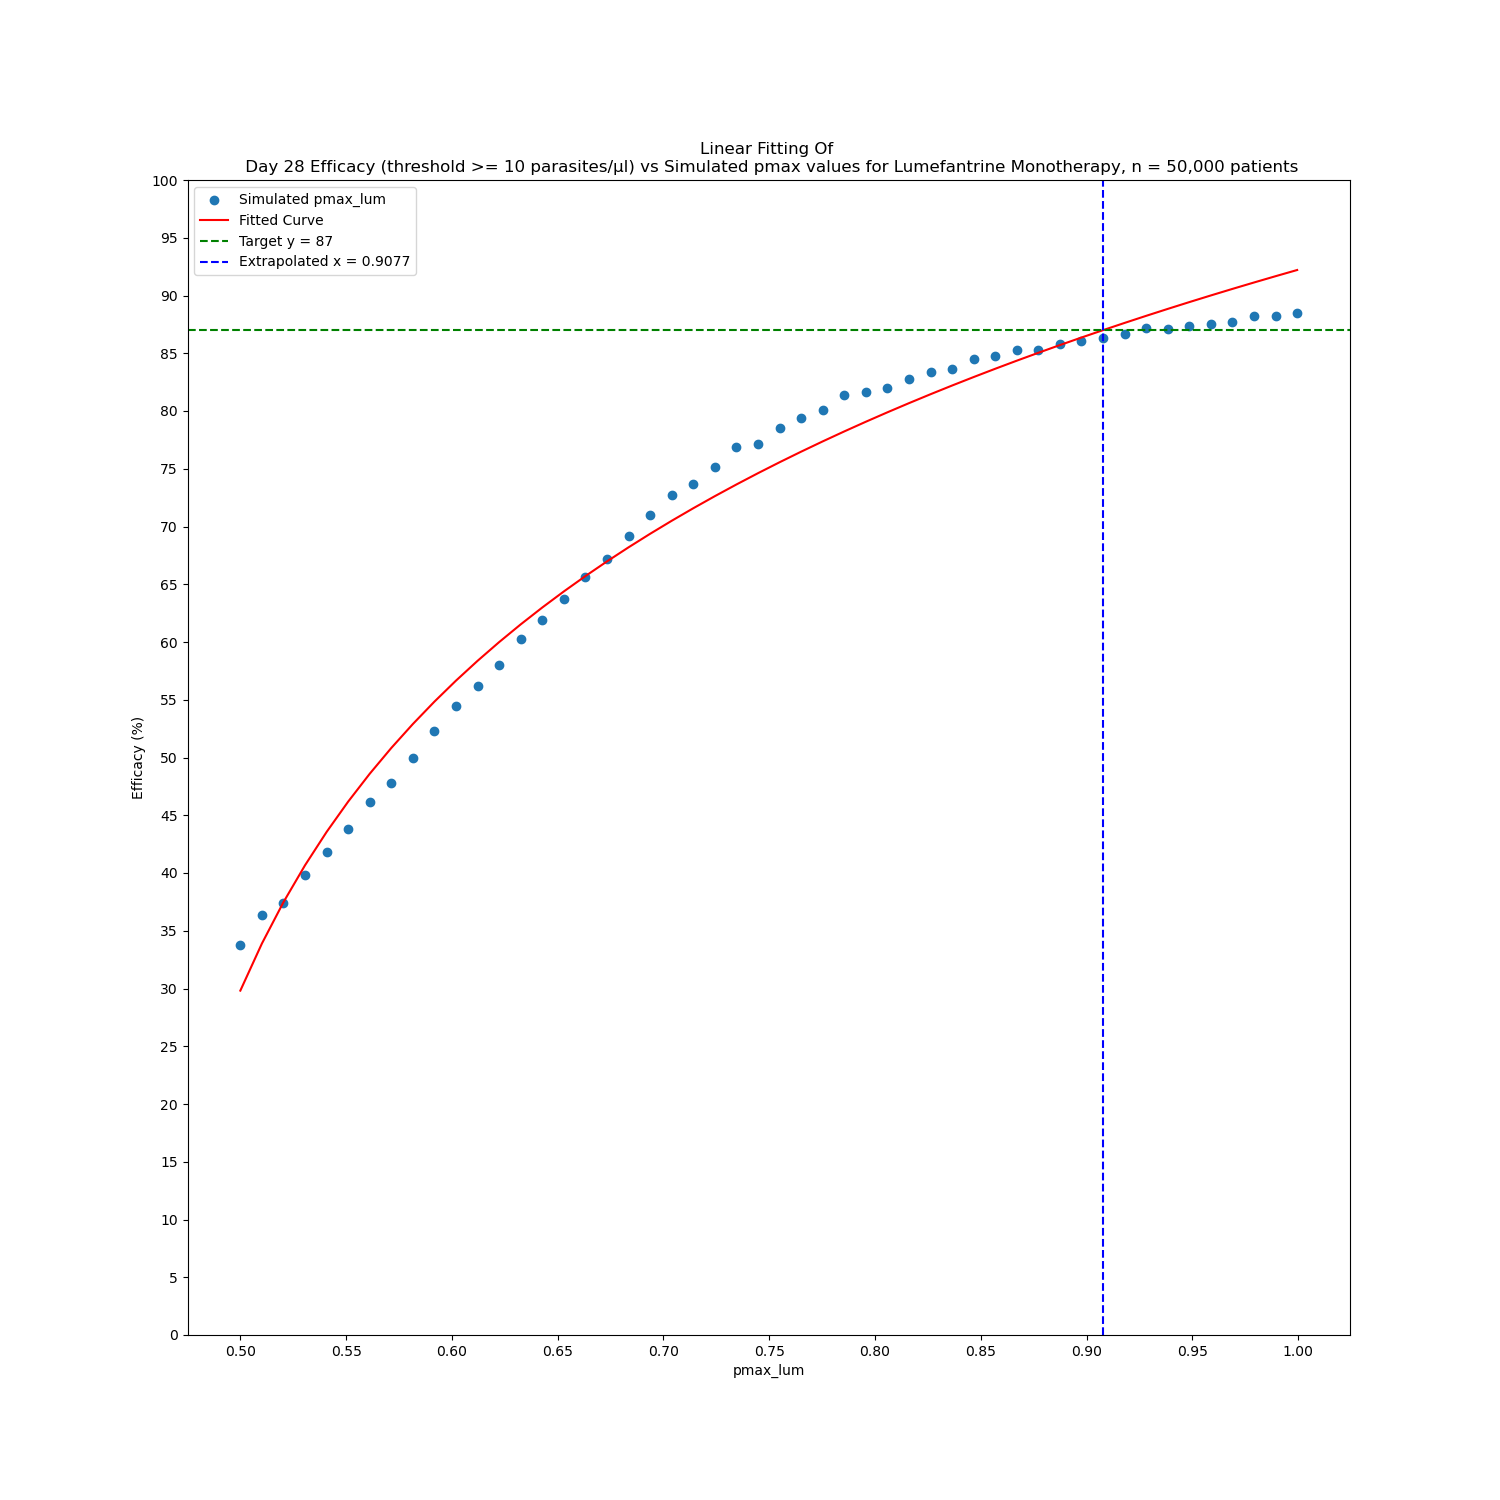 Linear Fitting Of
Day 28 Efficacy (threshold >= 10 parasites/µl) vs Simulated pmax values for Lumefantrine Monotherapy, n = 50,000 patients
Simulated pmax_lum
Fitted Curve
Target y = 87
Extrapolated x = 0.9077
Efficacy (%)
100
95
90
85
80
75
70
65
60
55
50
45
40
35
30
25
20
15
10
5
0
0.50 0.55 0.60 0.65 0.70 0.75 0.80 0.85 0.90 0.95 1.00
pmax_lum